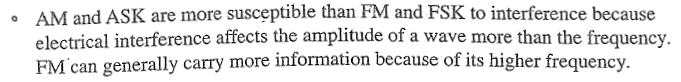 • AM and ASK are more susceptible than FM and FSK to interference because
electrical interference affects the amplitude of a wave more than the frequency.
FM can generally carry more information because of its higher frequency.